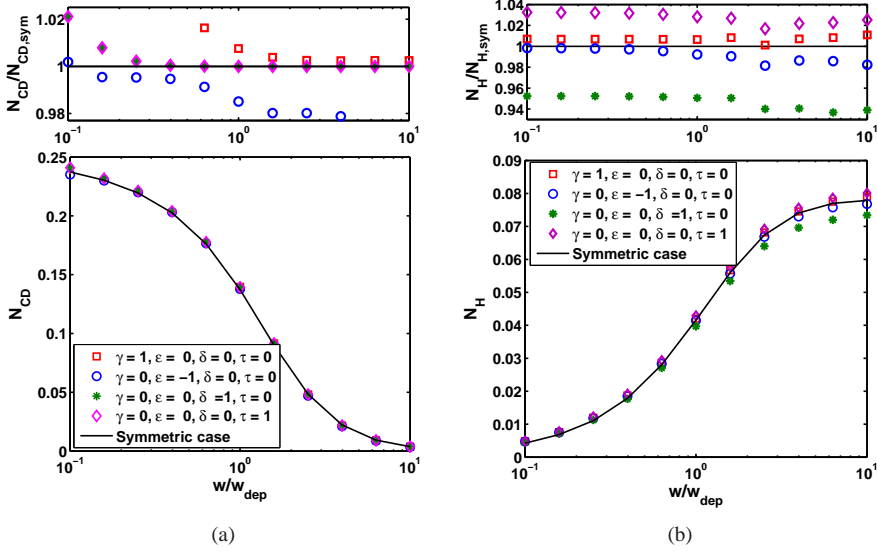 N_CD/N_CD,sym
1.02
1
0.98
10^-1
10^0
10^1
N_CD
0.25
0.2
0.15
0.1
0.05
0
γ = 1, ε = 0, δ = 0, τ = 0
γ = 0, ε = −1, δ = 0, τ = 0
γ = 0, ε = 0, δ =1, τ = 0
γ = 0, ε = 0, δ = 0, τ = 1
Symmetric case
10^-1
10^0
10^1
w/w_dep
(a)
N_H/N_H,sym
1.04
1.02
1.00
0.98
0.96
0.94
10^-1
10^0
10^1
N_H
0.09
0.08
0.07
0.06
0.05
0.04
0.03
0.02
0.01
0
γ = 1, ε = 0, δ = 0, τ = 0
γ = 0, ε = −1, δ = 0, τ = 0
γ = 0, ε = 0, δ =1, τ = 0
γ = 0, ε = 0, δ = 0, τ = 1
Symmetric case
10^-1
10^0
10^1
w/w_dep
(b)